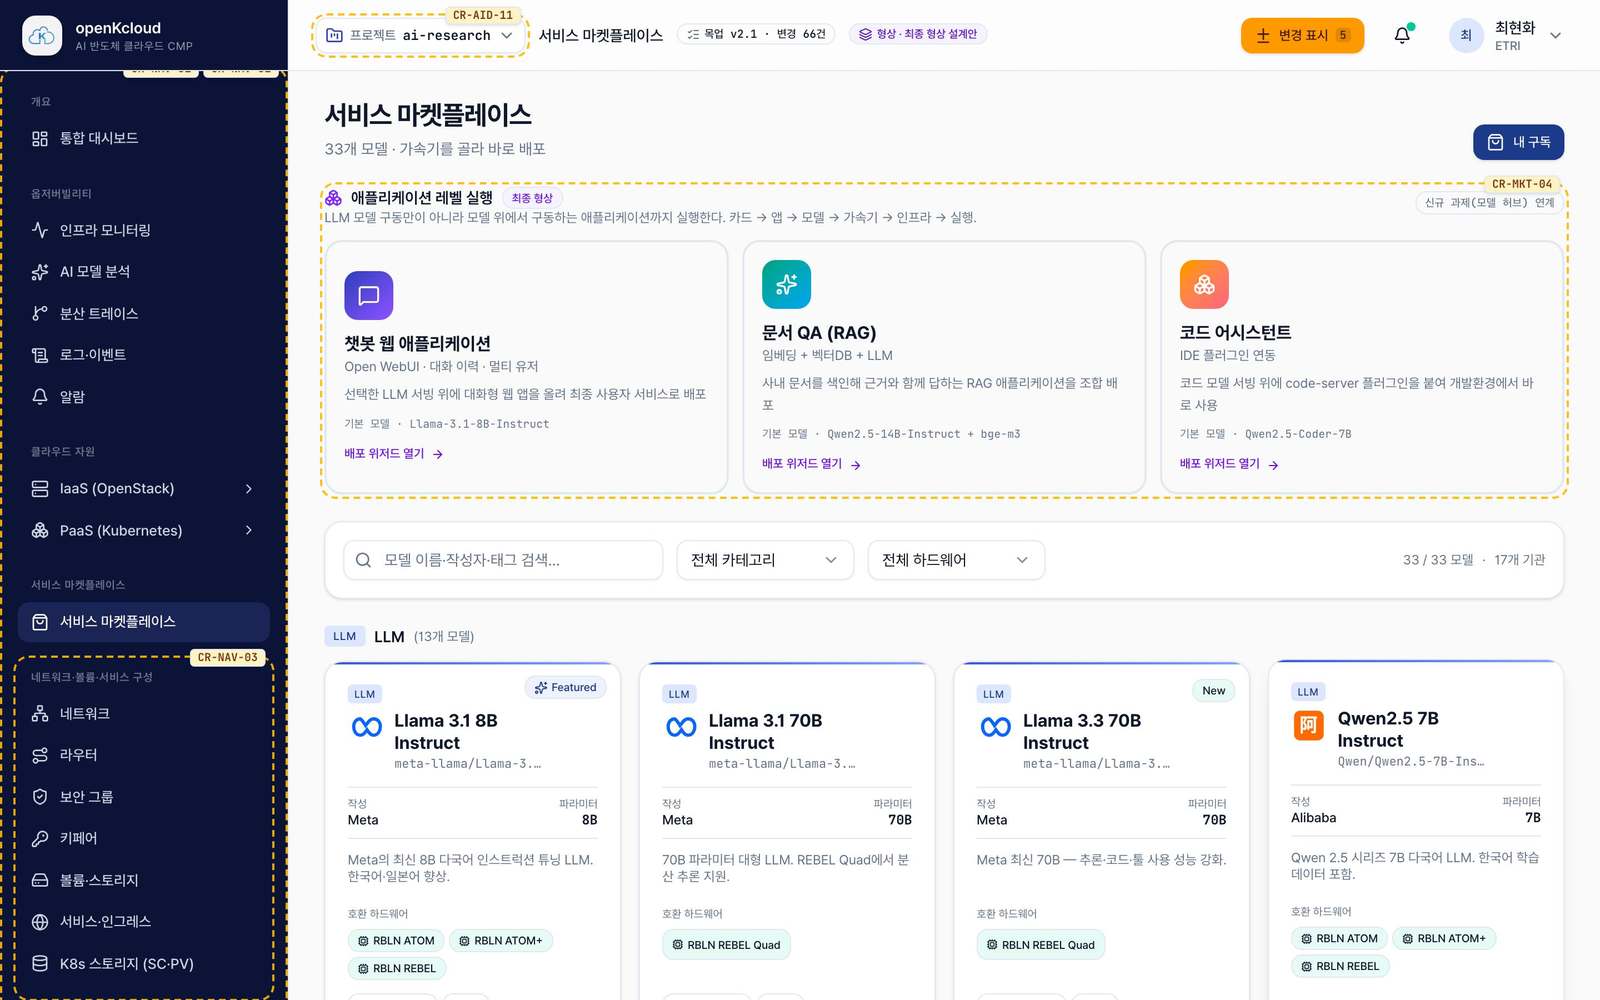 openKcloud
AI 반도체 클라우드 CMP
개요
통합 대시보드
옵저버빌리티
인프라 모니터링
AI 모델 분석
분산 트레이스
로그·이벤트
알람
클라우드 자원
IaaS (OpenStack)
PaaS (Kubernetes)
서비스 마켓플레이스
서비스 마켓플레이스
CR-NAV-03
네트워크·볼륨·서비스 구성
네트워크
라우터
보안 그룹
키페어
볼륨·스토리지
서비스·인그레스
K8s 스토리지 (SC·PV)
CR-AID-11
프로젝트 ai-research
서비스 마켓플레이스
목업 v2.1 · 변경 66건
형상 · 최종 형상 설계안
변경 표시 5
최
최현화
ETRI
서비스 마켓플레이스
33개 모델 · 가속기를 골라 바로 배포
내 구독
CR-MKT-04
애플리케이션 레벨 실행 최종 형상
LLM 모델 구동만이 아니라 모델 위에서 구동하는 애플리케이션까지 실행한다. 카드 → 앱 → 모델 → 가속기 → 인프라 → 실행.
신규 과제(모델 허브) 연계
챗봇 웹 애플리케이션
Open WebUI · 대화 이력 · 멀티 유저
선택한 LLM 서빙 위에 대화형 웹 앱을 올려 최종 사용자 서비스로 배포
기본 모델 · Llama-3.1-8B-Instruct
배포 위저드 열기 →
문서 QA (RAG)
임베딩 + 벡터DB + LLM
사내 문서를 색인해 근거와 함께 답하는 RAG 애플리케이션을 조합 배
포
기본 모델 · Qwen2.5-14B-Instruct + bge-m3
배포 위저드 열기 →
코드 어시스턴트
IDE 플러그인 연동
코드 모델 서빙 위에 code-server 플러그인을 붙여 개발환경에서 바
로 사용
기본 모델 · Qwen2.5-Coder-7B
배포 위저드 열기 →
모델 이름·작성자·태그 검색...
전체 카테고리
전체 하드웨어
33 / 33 모델 · 17개 기관
LLM LLM (13개 모델)
LLM
Featured
Llama 3.1 8B
Instruct
meta-llama/Llama-3.…
작성 파라미터
Meta 8B
Meta의 최신 8B 다국어 인스트럭션 튜닝 LLM.
한국어·일본어 향상.
호환 하드웨어
RBLN ATOM
RBLN ATOM+
RBLN REBEL
LLM
Llama 3.1 70B
Instruct
meta-llama/Llama-3.…
작성 파라미터
Meta 70B
70B 파라미터 대형 LLM. REBEL Quad에서 분
산 추론 지원.
호환 하드웨어
RBLN REBEL Quad
LLM
New
Llama 3.3 70B
Instruct
meta-llama/Llama-3.…
작성 파라미터
Meta 70B
Meta 최신 70B — 추론·코드·툴 사용 성능 강화.
호환 하드웨어
RBLN REBEL Quad
LLM
阿
Qwen2.5 7B
Instruct
Qwen/Qwen2.5-7B-Ins…
작성 파라미터
Alibaba 7B
Qwen 2.5 시리즈 7B 다국어 LLM. 한국어 학습
데이터 포함.
호환 하드웨어
RBLN ATOM
RBLN ATOM+
RBLN REBEL